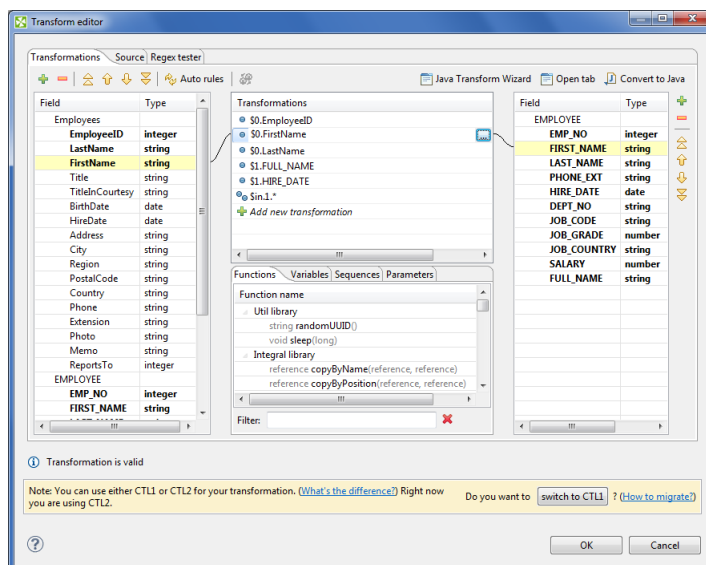 Transform editor
Transformations Source Regex tester
Auto rules Java Transform Wizard Open tab Convert to Java
Field Type
Employees
EmployeeID integer
LastName string
FirstName string
Title string
TitleInCourtesy string
BirthDate date
HireDate date
Address string
City string
Region string
PostalCode string
Country string
Phone string
Extension string
Photo string
Memo string
ReportsTo integer
EMPLOYEE
EMP_NO integer
FIRST_NAME string
Transformations
$0.EmployeeID
$0.FirstName
...
$0.LastName
$1.FULL_NAME
$1.HIRE_DATE
$in.1.*
Add new transformation
Functions Variables Sequences Parameters
Function name
Util library
string randomUUID()
void sleep(long)
Integral library
reference copyByName(reference, reference)
reference copyByPosition(reference, reference)
Filter:
Field Type
EMPLOYEE
EMP_NO integer
FIRST_NAME string
LAST_NAME string
PHONE_EXT string
HIRE_DATE date
DEPT_NO string
JOB_CODE string
JOB_GRADE number
JOB_COUNTRY string
SALARY number
FULL_NAME string
Transformation is valid
Note: You can use either CTL1 or CTL2 for your transformation. (What's the difference?) Right now
you are using CTL2.
Do you want to switch to CTL1 ? (How to migrate?)
?
OK Cancel